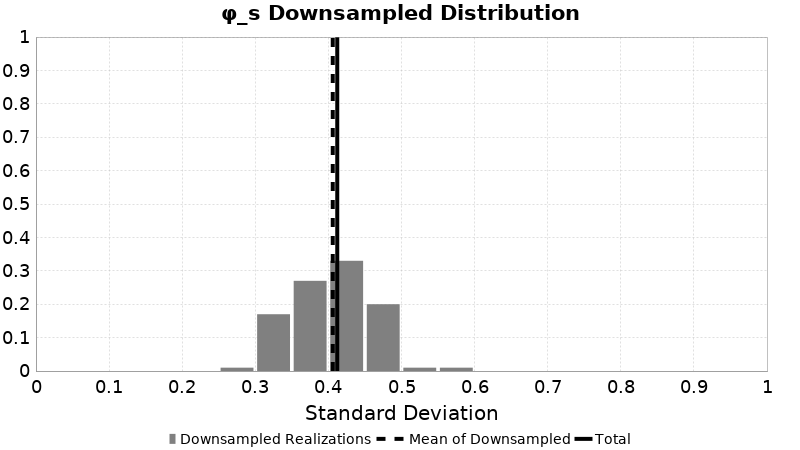 φ_s Downsampled Distribution
1
0.9
0.8
0.7
0.6
0.5
0.4
0.3
0.2
0.1
0
0 0.1 0.2 0.3 0.4 0.5 0.6 0.7 0.8 0.9 1
Standard Deviation
Downsampled Realizations Mean of Downsampled Total